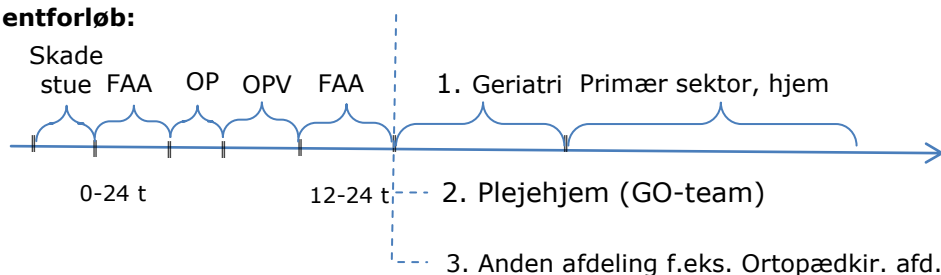 entforløb:
Skade
stue FAA OP OPV FAA 1. Geriatri Primær sektor, hjem
0-24 t 12-24 t 2. Plejehjem (GO-team)
3. Anden afdeling f.eks. Ortopædkir. afd.